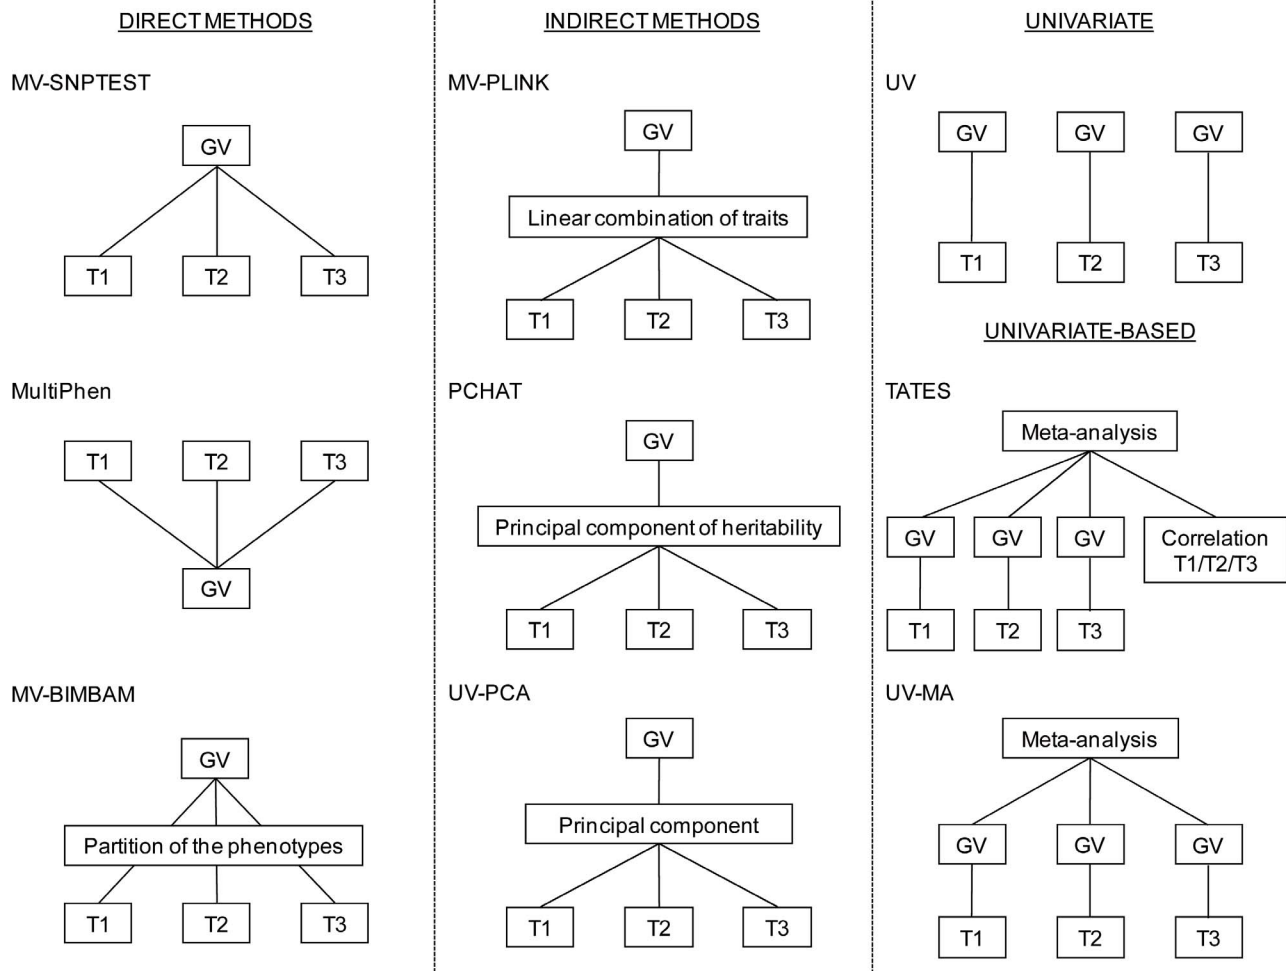 DIRECT METHODS
MV-SNPTEST
GV
T1 T2 T3
MultiPhen
T1 T2 T3
GV
MV-BIMBAM
GV
Partition of the phenotypes
T1 T2 T3
INDIRECT METHODS
MV-PLINK
GV
Linear combination of traits
T1 T2 T3
PCHAT
GV
Principal component of heritability
T1 T2 T3
UV-PCA
GV
Principal component
T1 T2 T3
UNIVARIATE
UV
GV GV GV
T1 T2 T3
UNIVARIATE-BASED
TATES
Meta-analysis
GV GV GV Correlation
T1/T2/T3
T1 T2 T3
UV-MA
Meta-analysis
GV GV GV
T1 T2 T3